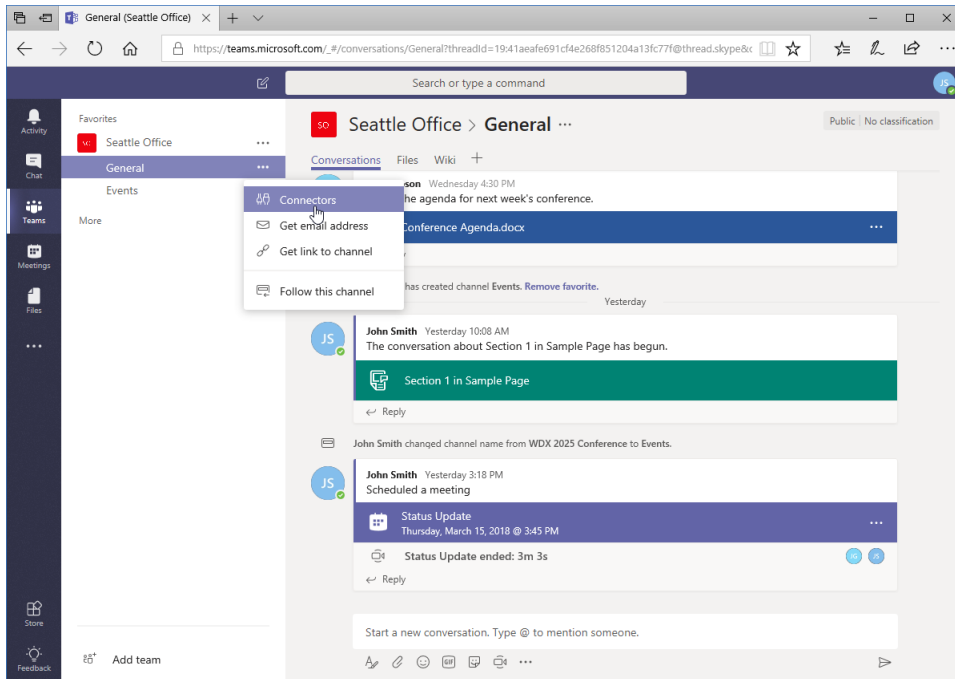 General (Seattle Office)
https://teams.microsoft.com/_#/conversations/General?threadId=19:41aeafe691cf4e268f851204a13fc77f@thread.skype&c
Search or type a command
JS
Activity
Chat
Teams
Meetings
Files
Store
Feedback
Favorites
SO Seattle Office
General
Events
More
Connectors
Get email address
Get link to channel
Follow this channel
Add team
SO Seattle Office > General
Public No classification
Conversations Files Wiki
son Wednesday 4:30 PM
he agenda for next week's conference.
Conference Agenda.docx
has created channel Events. Remove favorite.
Yesterday
JS
John Smith Yesterday 10:08 AM
The conversation about Section 1 in Sample Page has begun.
Section 1 in Sample Page
Reply
John Smith changed channel name from WDX 2025 Conference to Events.
JS
John Smith Yesterday 3:18 PM
Scheduled a meeting
Status Update
Thursday, March 15, 2018 @ 3:45 PM
Status Update ended: 3m 3s
JS
Reply
Start a new conversation. Type @ to mention someone.
GIF